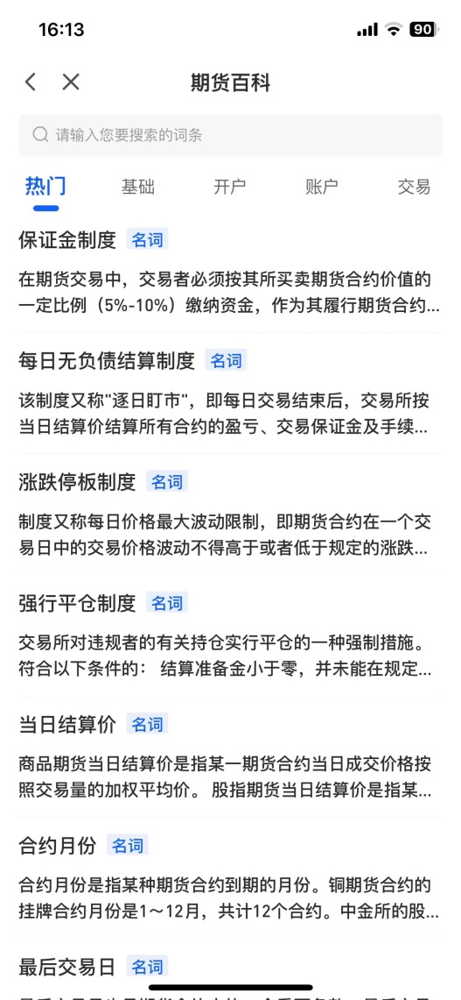 16:13
90
期货百科
请输入您要搜索的词条
热门 基础 开户 账户 交易
保证金制度 名词
在期货交易中，交易者必须按其所买卖期货合约价值的
一定比例（5%-10%）缴纳资金，作为其履行期货合约...
每日无负债结算制度 名词
该制度又称"逐日盯市"，即每日交易结束后，交易所按
当日结算价结算所有合约的盈亏、交易保证金及手续...
涨跌停板制度 名词
制度又称每日价格最大波动限制，即期货合约在一个交
易日中的交易价格波动不得高于或者低于规定的涨跌...
强行平仓制度 名词
交易所对违规者的有关持仓实行平仓的一种强制措施。
符合以下条件的： 结算准备金小于零，并未能在规定...
当日结算价 名词
商品期货当日结算价是指某一期货合约当日成交价格按
照交易量的加权平均价。 股指期货当日结算价是指某...
合约月份 名词
合约月份是指某种期货合约到期的月份。铜期货合约的
挂牌合约月份是1～12月，共计12个合约。中金所的股...
最后交易日 名词